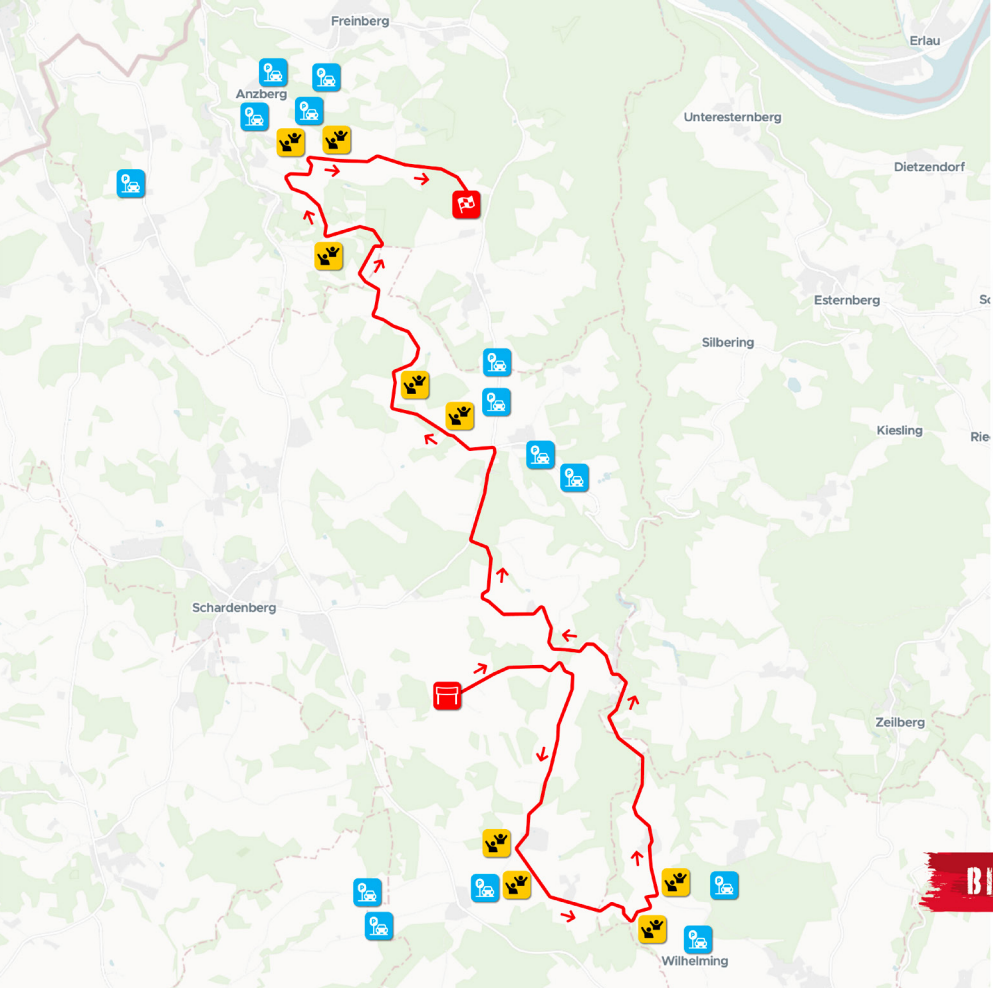 Freinberg
Erlau
Anzberg
Unteresternberg
Dietzendorf
Esternberg
Silbering
Kiesling
Schardenberg
Zeilberg
Wilhelming